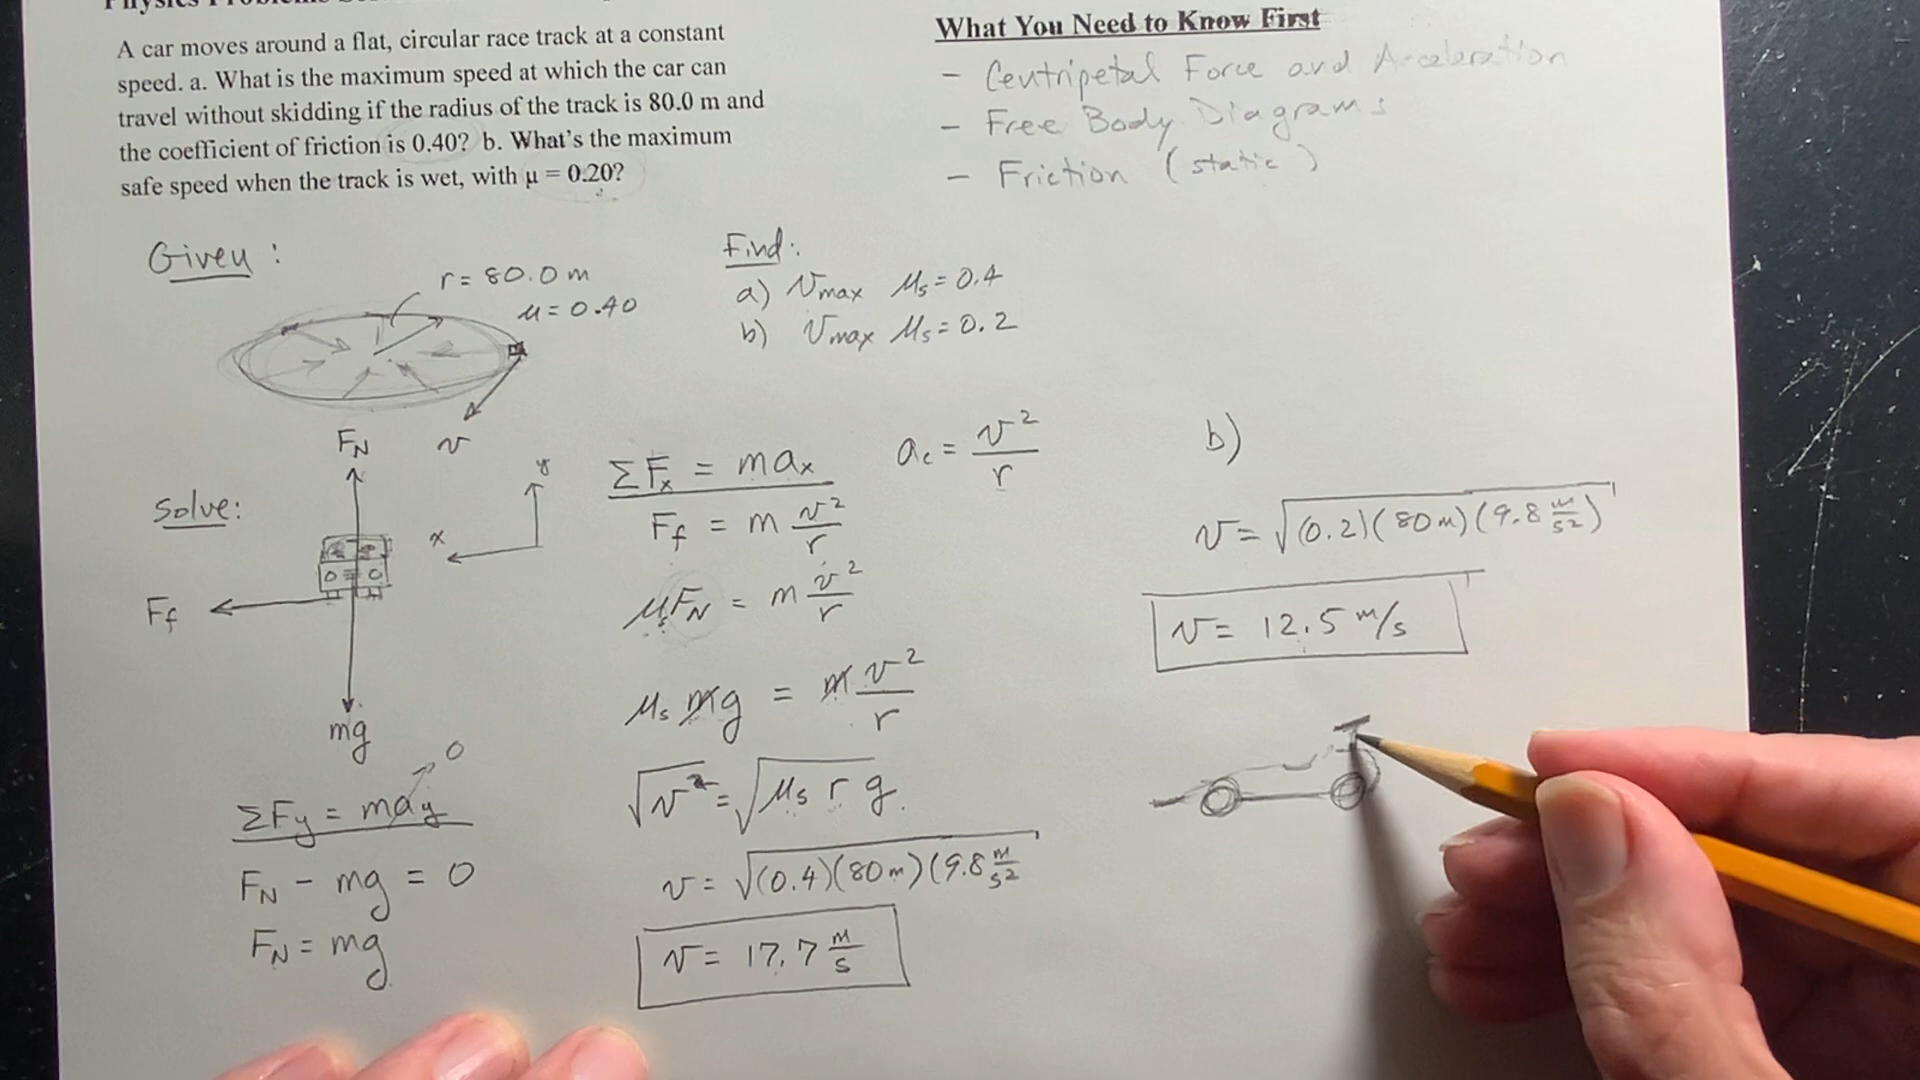 A car moves around a flat, circular race track at a constant
speed. a. What is the maximum speed at which the car can
travel without skidding if the radius of the track is 80.0 m and
the coefficient of friction is 0.40? b. What's the maximum
safe speed when the track is wet, with μ = 0.20?
What You Need to Know First
- Centripetal Force and Acceleration
- Free Body Diagrams
- Friction (static)
Given:
r = 80.0 m
μ = 0.40
v
Find:
a) vmax μs = 0.4
b) vmax μs = 0.2
Solve:
FN
Ff
mg
x
y
ΣFy = may
0
FN - mg = 0
FN = mg
ΣFx = max
ac = v²/r
Ff = m v²/r
μsFN = m v²/r
μs mg = m v²/r
√v² = √μs r g
v = √(0.4)(80m)(9.8 m/s²
v = 17.7 m/s
b)
v = √(0.2)(80m)(9.8 m/s²)
v = 12.5 m/s